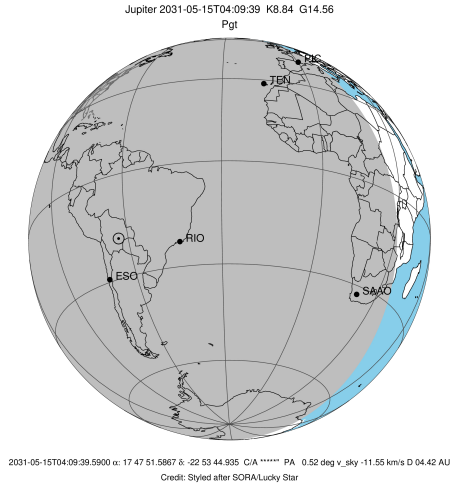 Jupiter 2031-05-15T04:09:39 K8.84 G14.56
Pgt
PIC
TEN
RIO
ESO
SAAO
2031-05-15T04:09:39.5900 α: 17 47 51.5867 δ: -22 53 44.935 C/A *****" PA 0.52 deg v_sky -11.55 km/s D 04.42 AU
Credit: Styled after SORA/Lucky Star